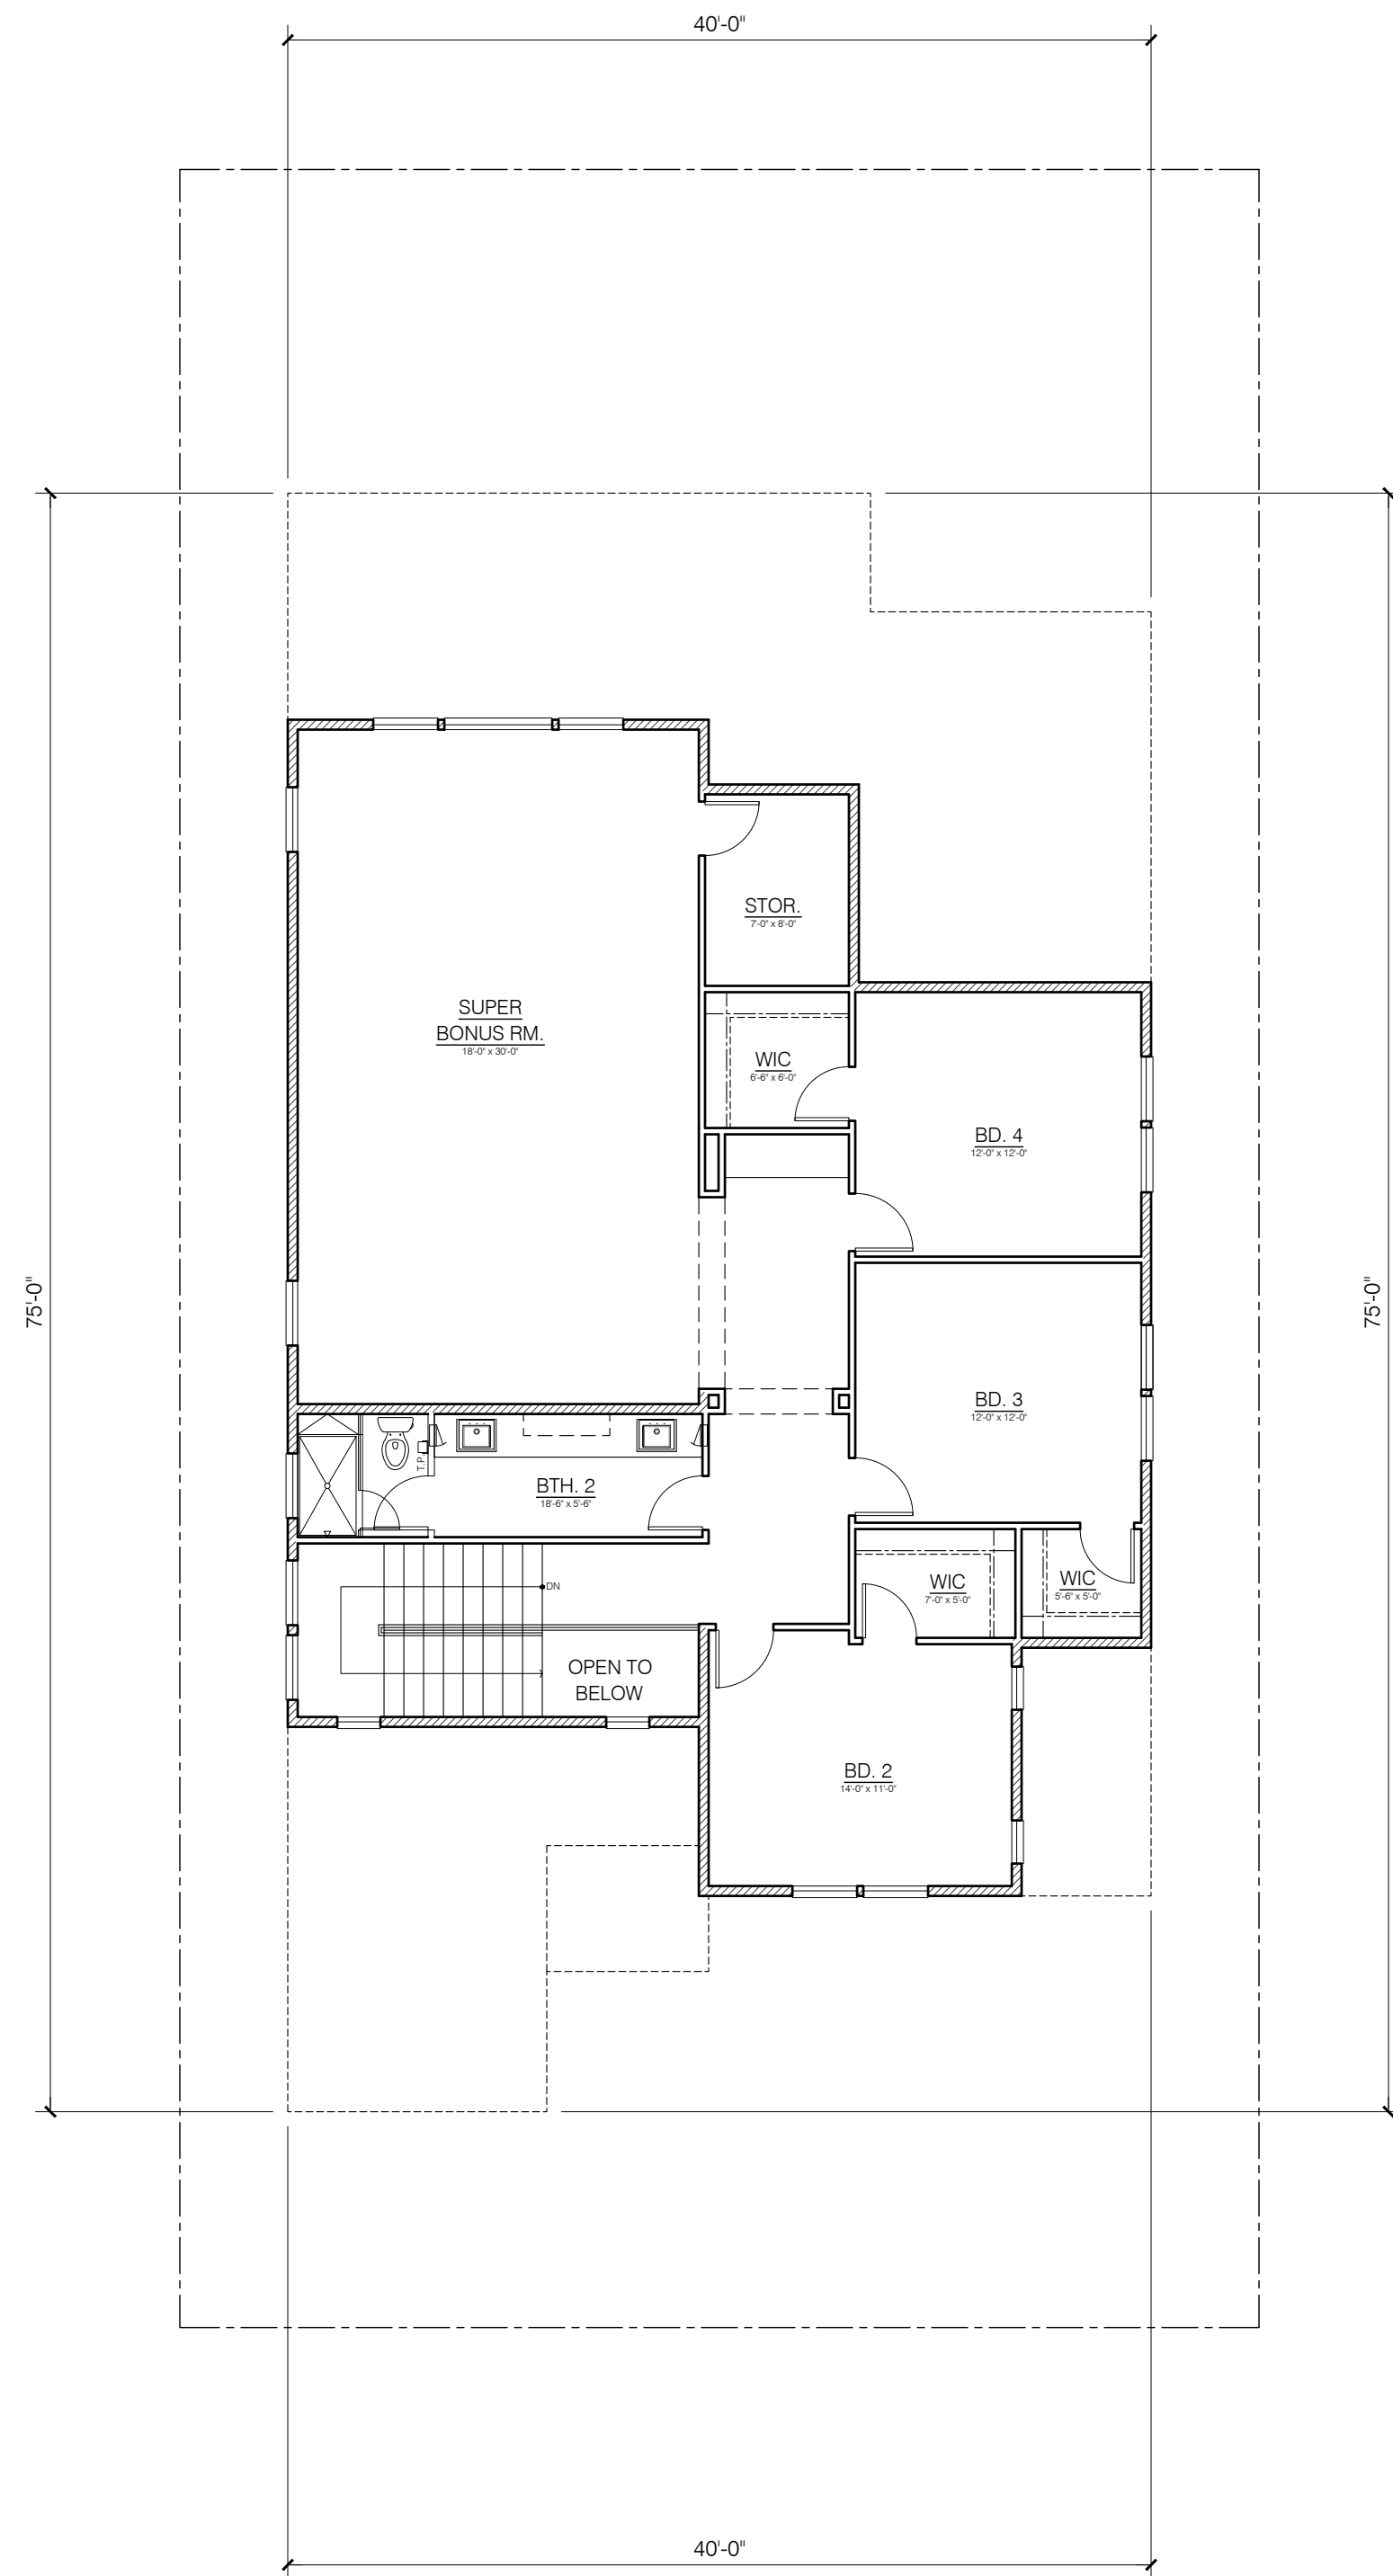 40'-0"
STOR.
7'-0" x 8'-0"
SUPER
BONUS RM.
18'-0" x 30'-0"
WIC
6'-6" x 6'-0"
BD. 4
12'-0" x 12'-0"
75'-0"
75'-0"
BD. 3
12'-0" x 12'-0"
T.P.
BTH. 2
18'-6" x 5'-6"
DN
WIC
7'-0" x 5'-0"
WIC
5'-6" x 5'-0"
OPEN TO
BELOW
BD. 2
14'-0" x 11'-0"
40'-0"